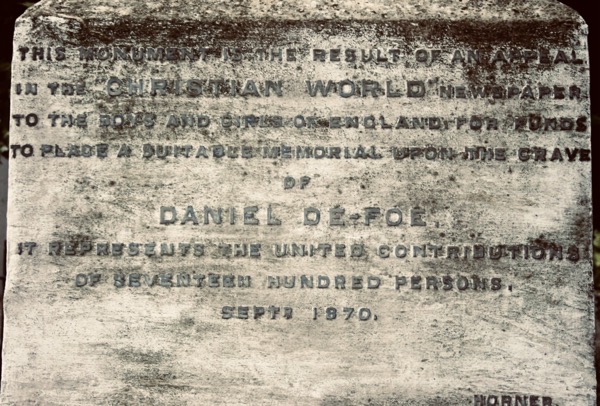 THIS MONUMENT IS THE RESULT OF AN APPEAL
IN THE "CHRISTIAN WORLD" NEWSPAPER
TO THE BOYS AND GIRLS OF ENGLAND FOR FUNDS
TO PLACE A SUITABLE MEMORIAL UPON THE GRAVE
OF
DANIEL DE-FOE.
IT REPRESENTS THE UNITED CONTRIBUTIONS
OF SEVENTEEN HUNDRED PERSONS.
SEPTR 1870.
HORNER